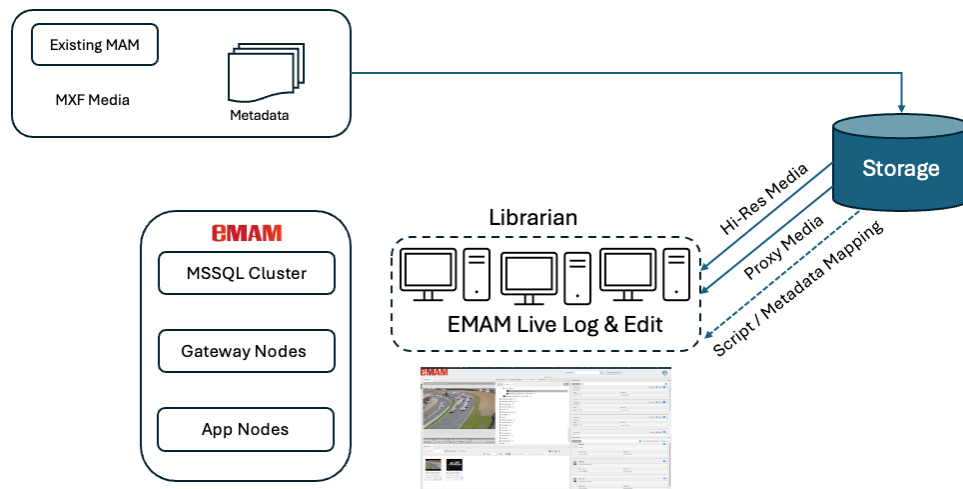 Existing MAM
MXF Media
Metadata
Storage
Hi-Res Media
Proxy Media
Script / Metadata Mapping
Librarian
EMAM Live Log & Edit
eMAM
MSSQL Cluster
Gateway Nodes
App Nodes
eMAM